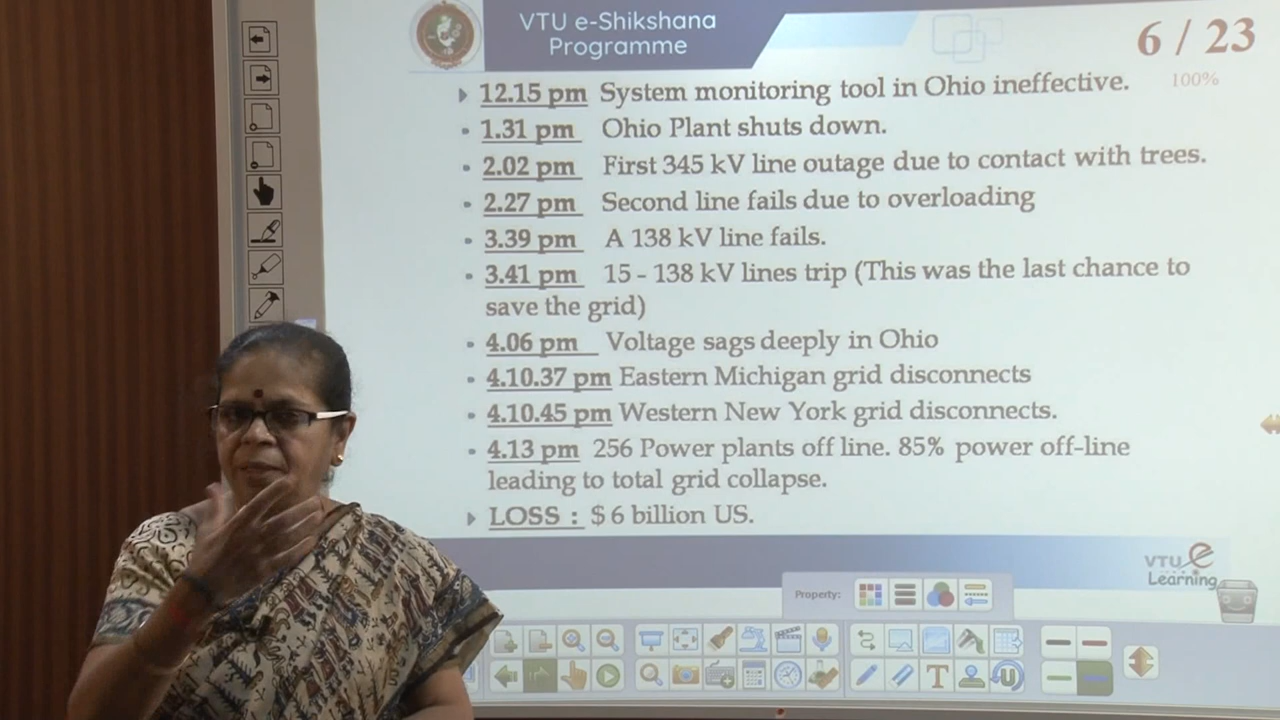 VTU e-Shikshana
Programme
6 / 23
100%
12.15 pm System monitoring tool in Ohio ineffective.
1.31 pm Ohio Plant shuts down.
2.02 pm First 345 kV line outage due to contact with trees.
2.27 pm Second line fails due to overloading
3.39 pm A 138 kV line fails.
3.41 pm 15 - 138 kV lines trip (This was the last chance to
save the grid)
4.06 pm Voltage sags deeply in Ohio
4.10.37 pm Eastern Michigan grid disconnects
4.10.45 pm Western New York grid disconnects.
4.13 pm 256 Power plants off line. 85% power off-line
leading to total grid collapse.
LOSS : $ 6 billion US.
VTU e
Learning
Property:
T